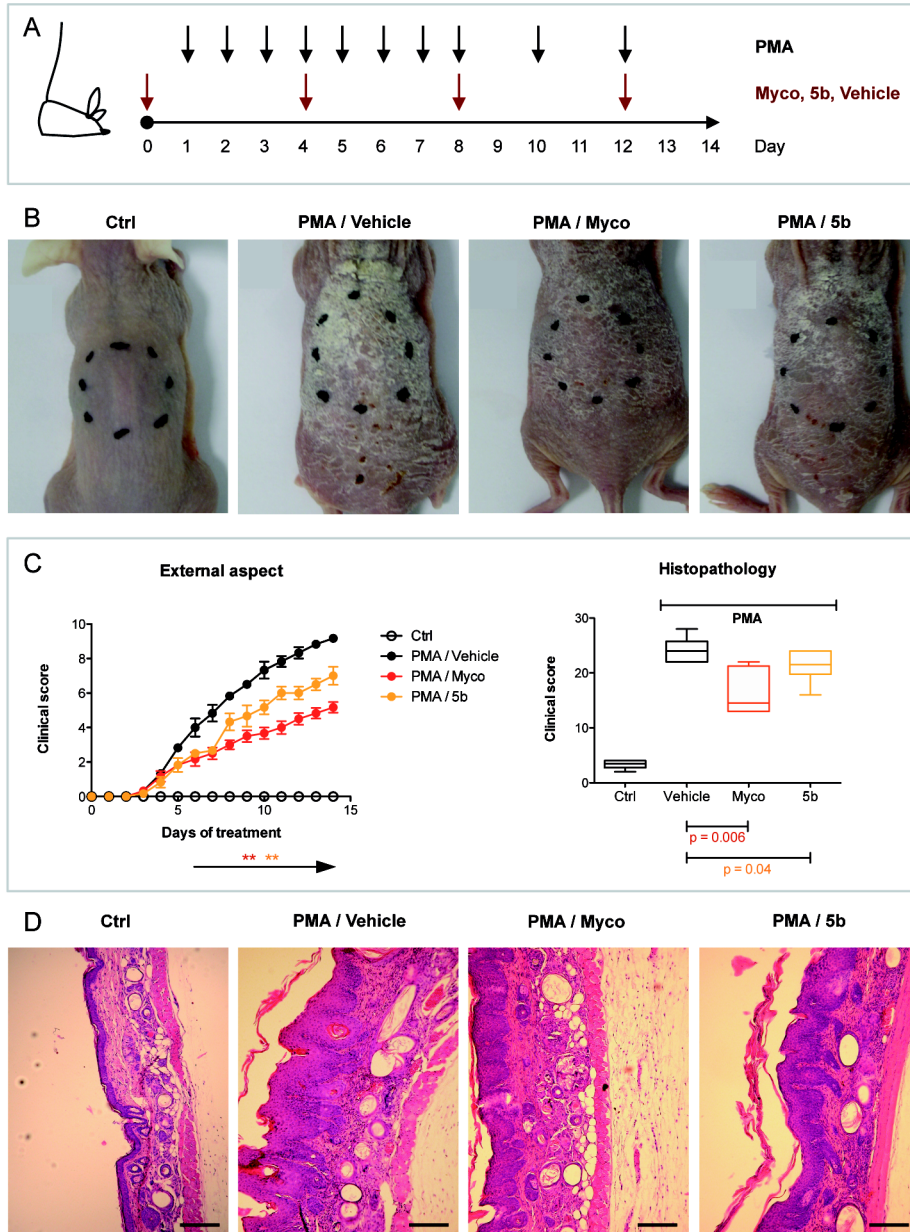 A
PMA
Myco, 5b, Vehicle
0 1 2 3 4 5 6 7 8 9 10 11 12 13 14 Day
B
Ctrl PMA / Vehicle PMA / Myco PMA / 5b
C
External aspect
Clinical score
10
8
6
4
2
0
0 5 10 15
Days of treatment
** **
Ctrl
PMA / Vehicle
PMA / Myco
PMA / 5b
Histopathology
PMA
Clinical score
30
20
10
0
Ctrl Vehicle Myco 5b
p = 0.006
p = 0.04
D
Ctrl PMA / Vehicle PMA / Myco PMA / 5b